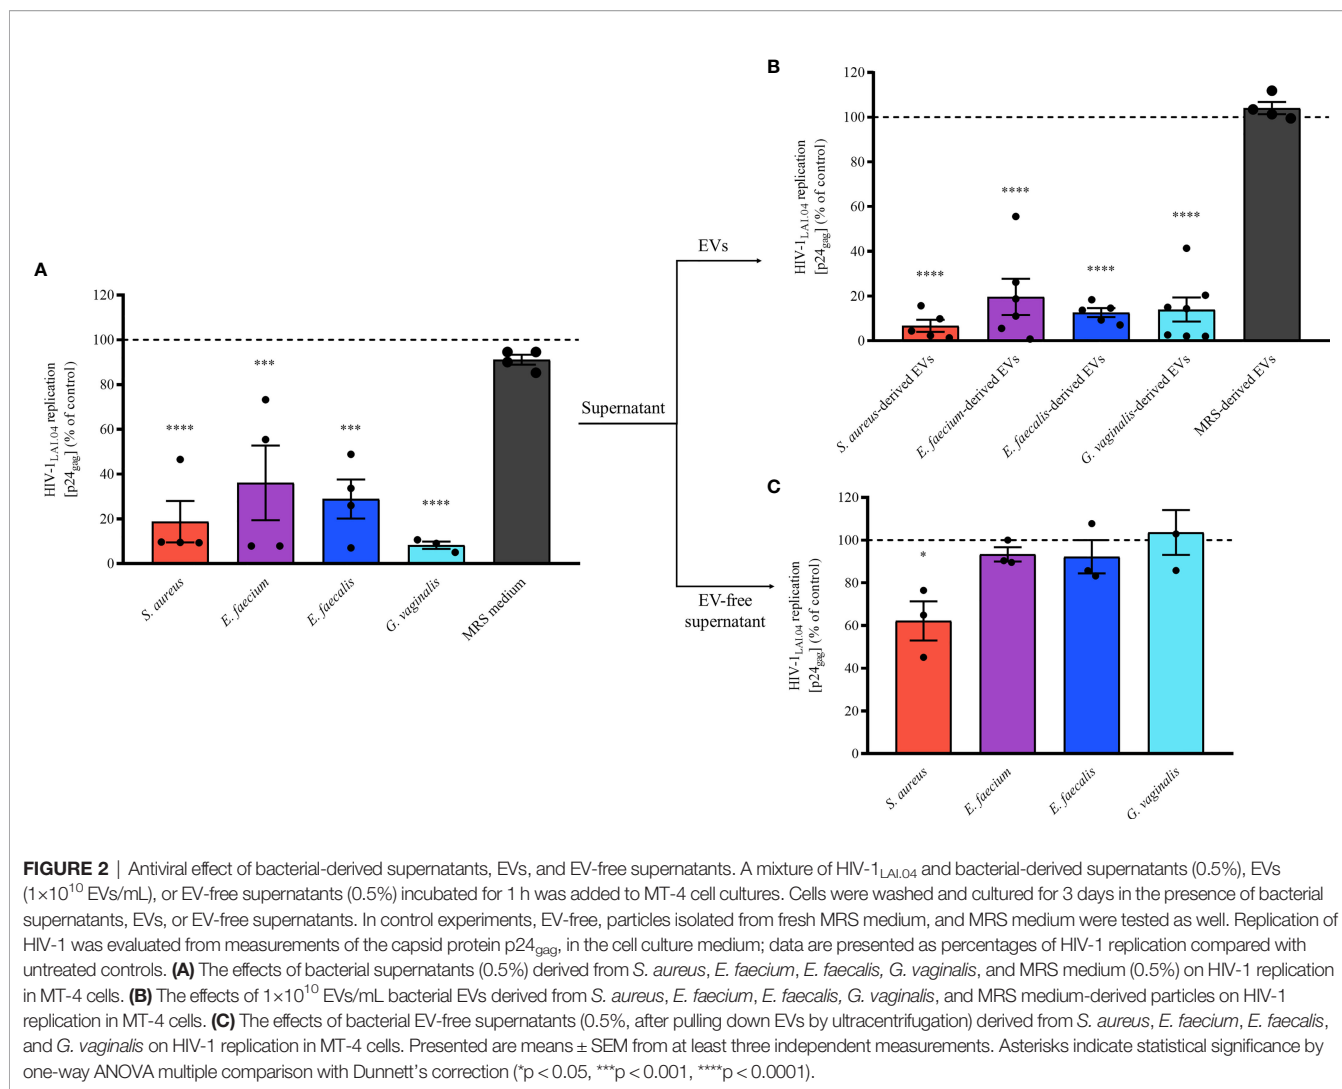 A
HIV-1LAI.04 replication
[p24gag] (% of control)
120
100
80
60
40
20
0
****
***
***
****
S. aureus
E. faecium
E. faecalis
G. vaginalis
MRS medium
Supernatant
EVs
EV-free
supernatant
B
HIV-1LAI.04 replication
[p24gag] (% of control)
120
100
80
60
40
20
0
****
****
****
****
S. aureus-derived EVs
E. faecium-derived EVs
E. faecalis-derived EVs
G. vaginalis-derived EVs
MRS-derived EVs
C
HIV-1LAI.04 replication
[p24gag] (% of control)
120
100
80
60
40
20
0
*
S. aureus
E. faecium
E. faecalis
G. vaginalis
FIGURE 2 | Antiviral effect of bacterial-derived supernatants, EVs, and EV-free supernatants. A mixture of HIV-1LAI.04 and bacterial-derived supernatants (0.5%), EVs
(1×10^10 EVs/mL), or EV-free supernatants (0.5%) incubated for 1 h was added to MT-4 cell cultures. Cells were washed and cultured for 3 days in the presence of bacterial
supernatants, EVs, or EV-free supernatants. In control experiments, EV-free, particles isolated from fresh MRS medium, and MRS medium were tested as well. Replication of
HIV-1 was evaluated from measurements of the capsid protein p24gag, in the cell culture medium; data are presented as percentages of HIV-1 replication compared with
untreated controls. (A) The effects of bacterial supernatants (0.5%) derived from S. aureus, E. faecium, E. faecalis, G. vaginalis, and MRS medium (0.5%) on HIV-1 replication
in MT-4 cells. (B) The effects of 1×10^10 EVs/mL bacterial EVs derived from S. aureus, E. faecium, E. faecalis, G. vaginalis, and MRS medium-derived particles on HIV-1
replication in MT-4 cells. (C) The effects of bacterial EV-free supernatants (0.5%, after pulling down EVs by ultracentrifugation) derived from S. aureus, E. faecium, E. faecalis,
and G. vaginalis on HIV-1 replication in MT-4 cells. Presented are means ± SEM from at least three independent measurements. Asterisks indicate statistical significance by
one-way ANOVA multiple comparison with Dunnett's correction (*p < 0.05, ***p < 0.001, ****p < 0.0001).